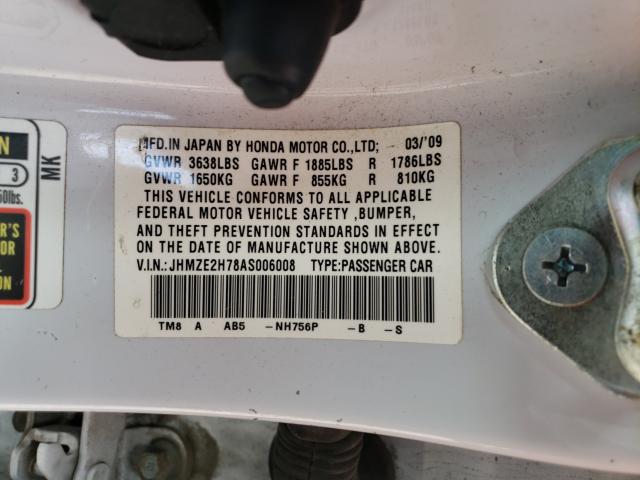 MFD.IN JAPAN BY HONDA MOTOR CO.,LTD; 03/'09
GVWR 3638LBS GAWR F 1885LBS R 1786LBS
GVWR 1650KG GAWR F 855KG R 810KG
THIS VEHICLE CONFORMS TO ALL APPLICABLE
FEDERAL MOTOR VEHICLE SAFETY ,BUMPER,
AND THEFT PREVENTION STANDARDS IN EFFECT
ON THE DATE OF MANUFACTURE SHOWN ABOVE.
V.I.N.:JHMZE2H78AS006008 TYPE:PASSENGER CAR
TM8 A AB5 -NH756P -B -S
MK
3